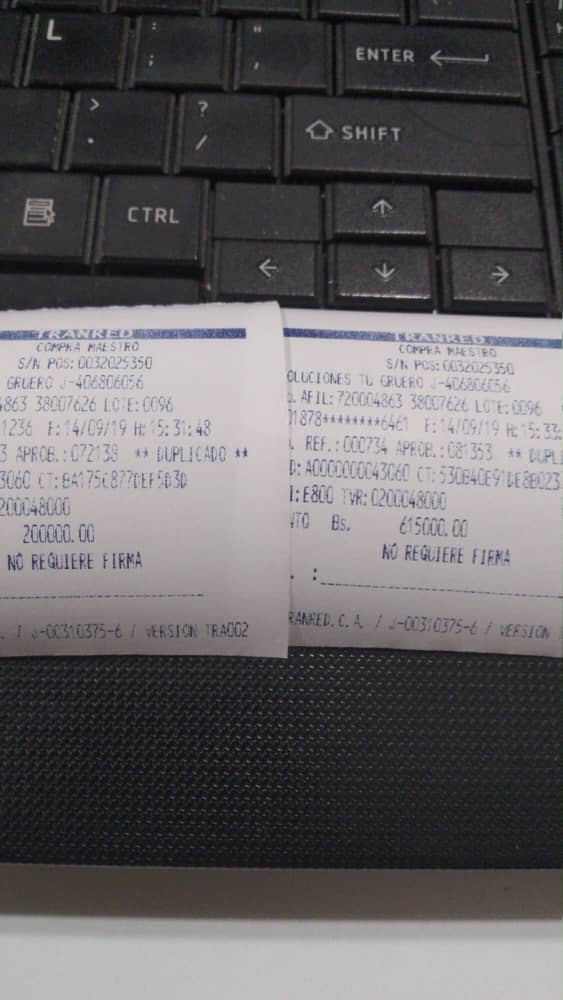 L
:
;
"
,
ENTER
>
.
?
/
SHIFT
CTRL
TRANRED
COMPRA MAESTRO
S/N POS: 0032025350
GRUERO J-406806056
4863 38007626 LOTE: 0096
1236 F: 14/09/19 H: 15:31:48
3 APROB.: 072138 ** DUPLICADO **
3060 CT: BA175C877DEF5D3D
200048000
200000.00
NO REQUIERE FIRMA
. / J-00310375-6 / VERSION TRA002
TRANRED
COMPRA MAESTRO
S/N POS: 0032025350
OLUCIONES TU GRUERO J-406806056
. AFIL: 720004863 38007626 LOTE: 0096
01878********6461 F: 14/09/19 H: 15:33:
. REF.: 000734 APROB.: 081353 ** DUPLI
D: A0000000043060 CT: 530B40E91DE8B023
I: E800 TVR: 0200048000
NTO Bs. 615000.00
NO REQUIERE FIRMA
. :
RANRED.C.A. / J-00310375-6 / VERSION